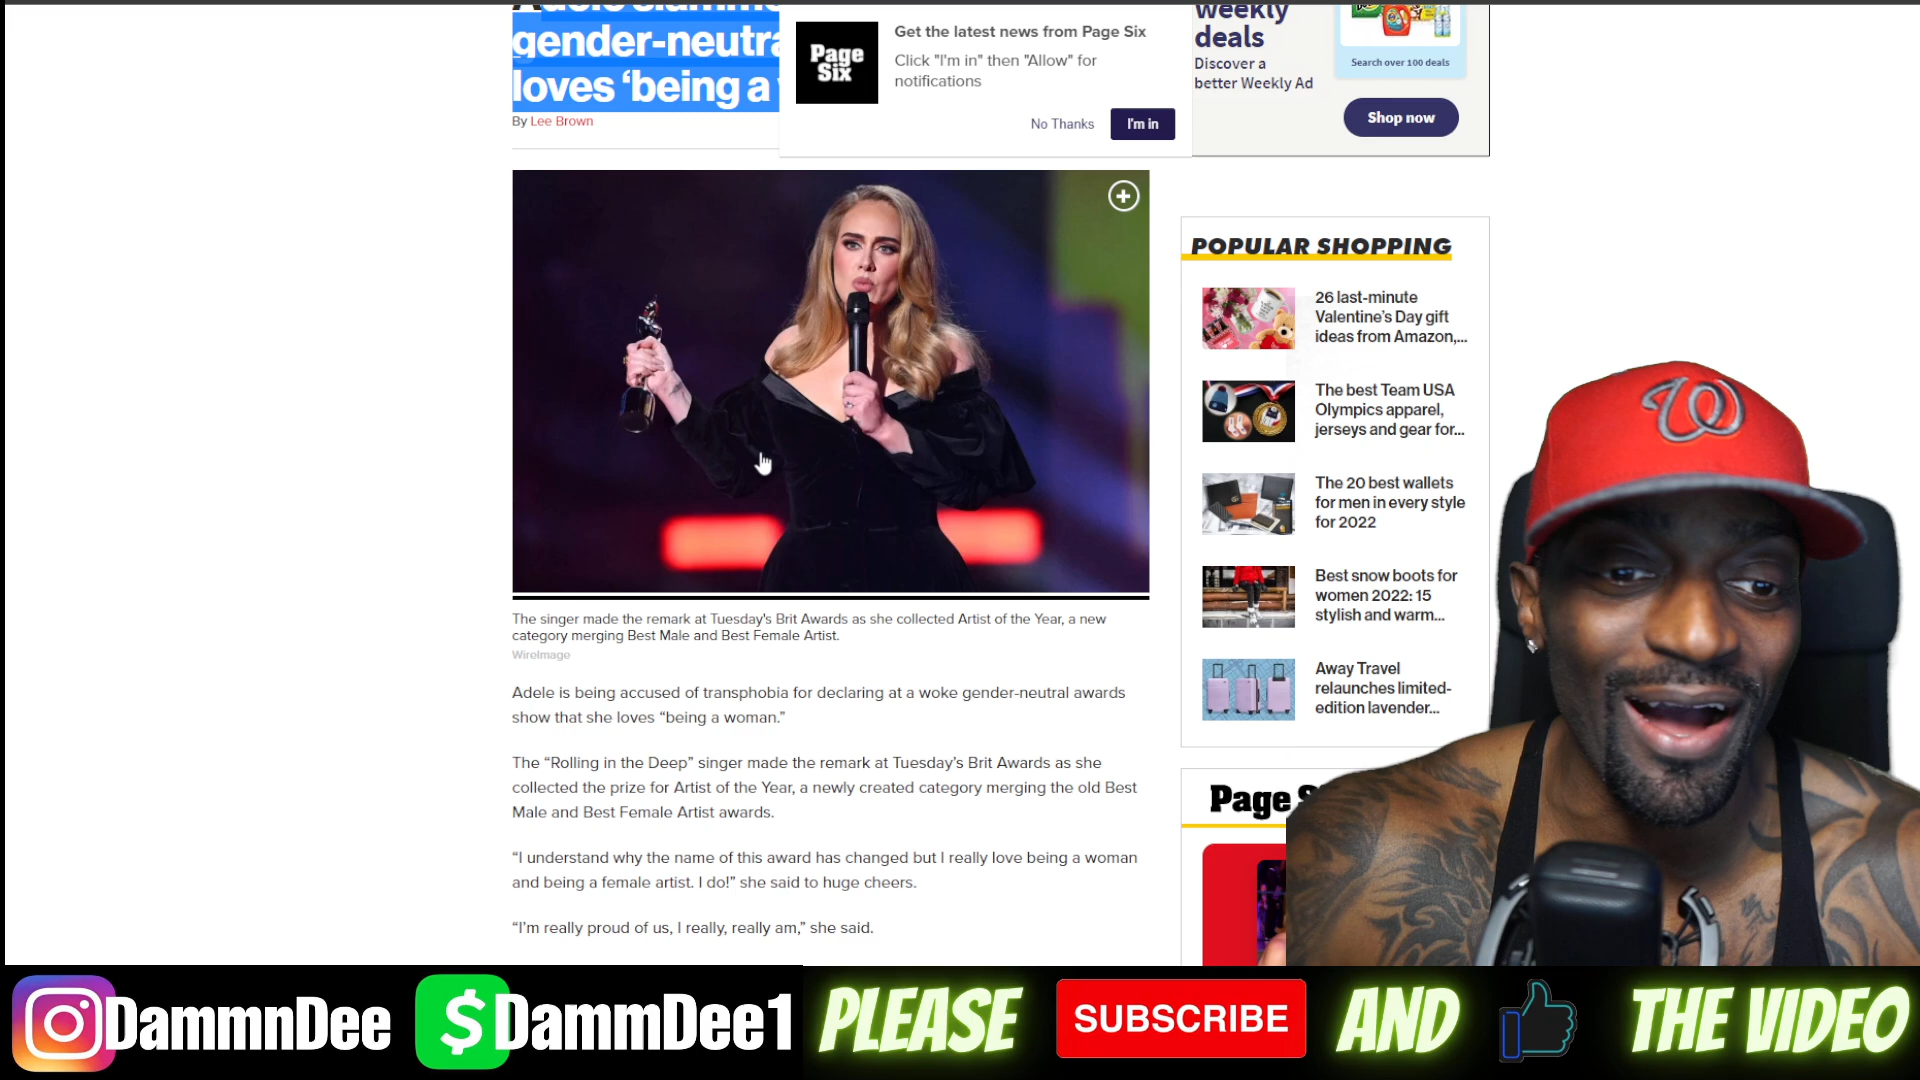 gender-neutra
loves ‘being a
By Lee Brown
Page
Six
Get the latest news from Page Six
Click "I'm in" then "Allow" for
notifications
No Thanks
I'm in
weekly
deals
Discover a
better Weekly Ad
Search over 100 deals
Shop now
The singer made the remark at Tuesday's Brit Awards as she collected Artist of the Year, a new
category merging Best Male and Best Female Artist.
WireImage
Adele is being accused of transphobia for declaring at a woke gender-neutral awards
show that she loves “being a woman.”
The “Rolling in the Deep” singer made the remark at Tuesday’s Brit Awards as she
collected the prize for Artist of the Year, a newly created category merging the old Best
Male and Best Female Artist awards.
“I understand why the name of this award has changed but I really love being a woman
and being a female artist. I do!” she said to huge cheers.
“I’m really proud of us, I really, really am,” she said.
POPULAR SHOPPING
26 last-minute
Valentine’s Day gift
ideas from Amazon,...
The best Team USA
Olympics apparel,
jerseys and gear for...
The 20 best wallets
for men in every style
for 2022
Best snow boots for
women 2022: 15
stylish and warm...
Away Travel
relaunches limited-
edition lavender...
Page S
W
DammnDee
$ DammDee1
PLEASE
SUBSCRIBE
AND
THE VIDEO